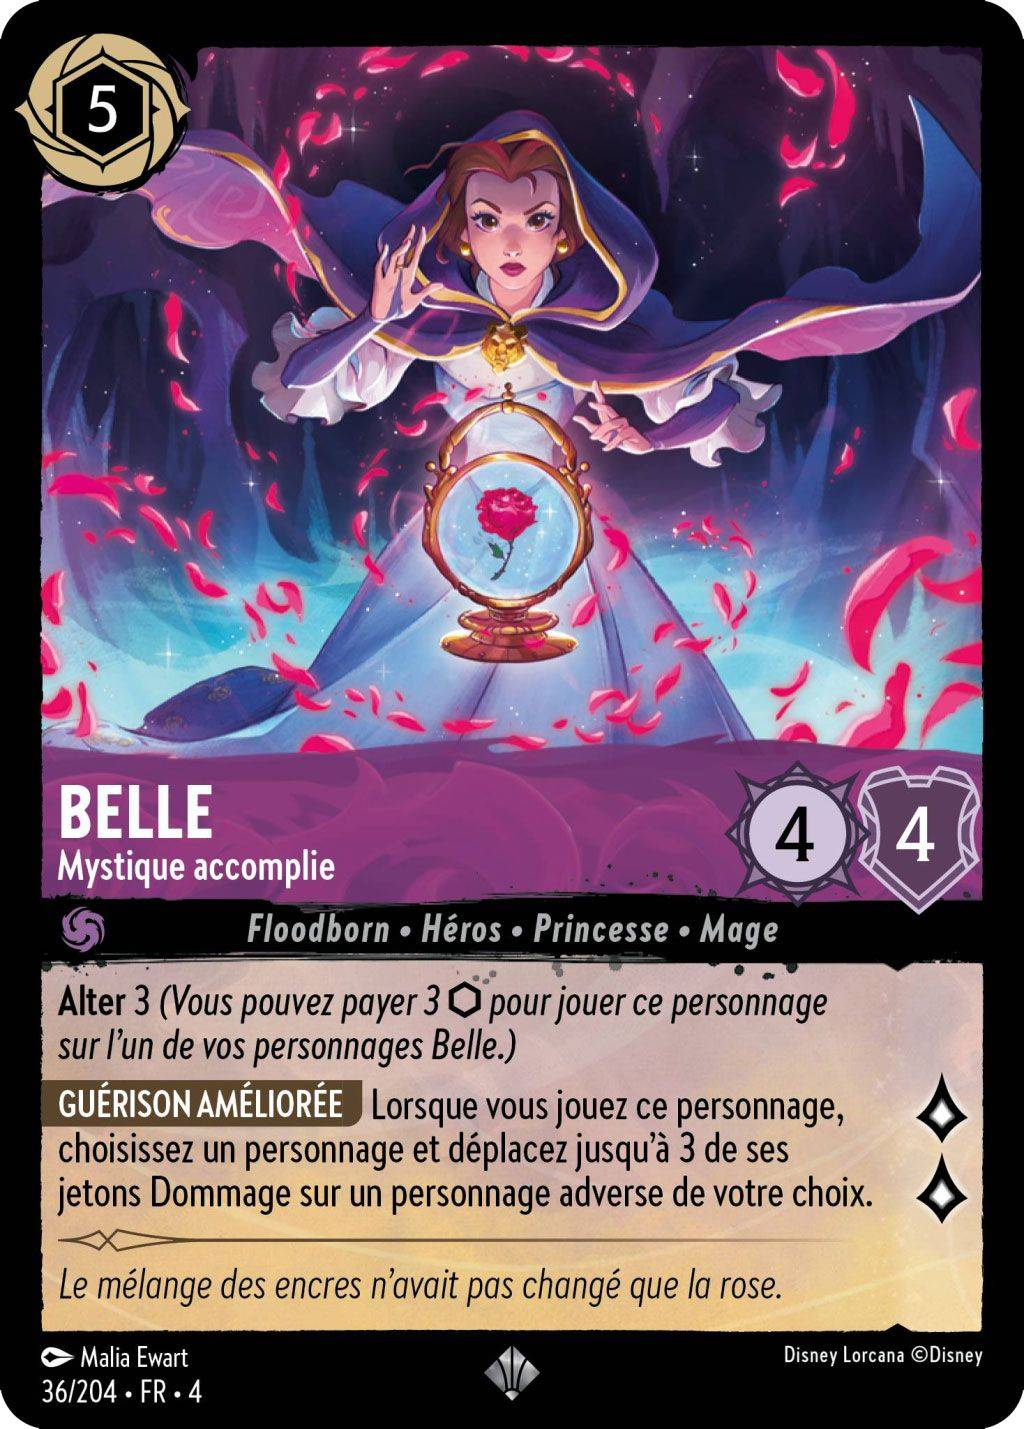 5
BELLE
Mystique accomplie
4
4
Floodborn • Héros • Princesse • Mage
Alter 3 (Vous pouvez payer 3 ⬡ pour jouer ce personnage
sur l'un de vos personnages Belle.)
GUÉRISON AMÉLIORÉE Lorsque vous jouez ce personnage,
choisissez un personnage et déplacez jusqu'à 3 de ses
jetons Dommage sur un personnage adverse de votre choix.
Le mélange des encres n'avait pas changé que la rose.
Malia Ewart
Disney Lorcana ©Disney
36/204 • FR • 4